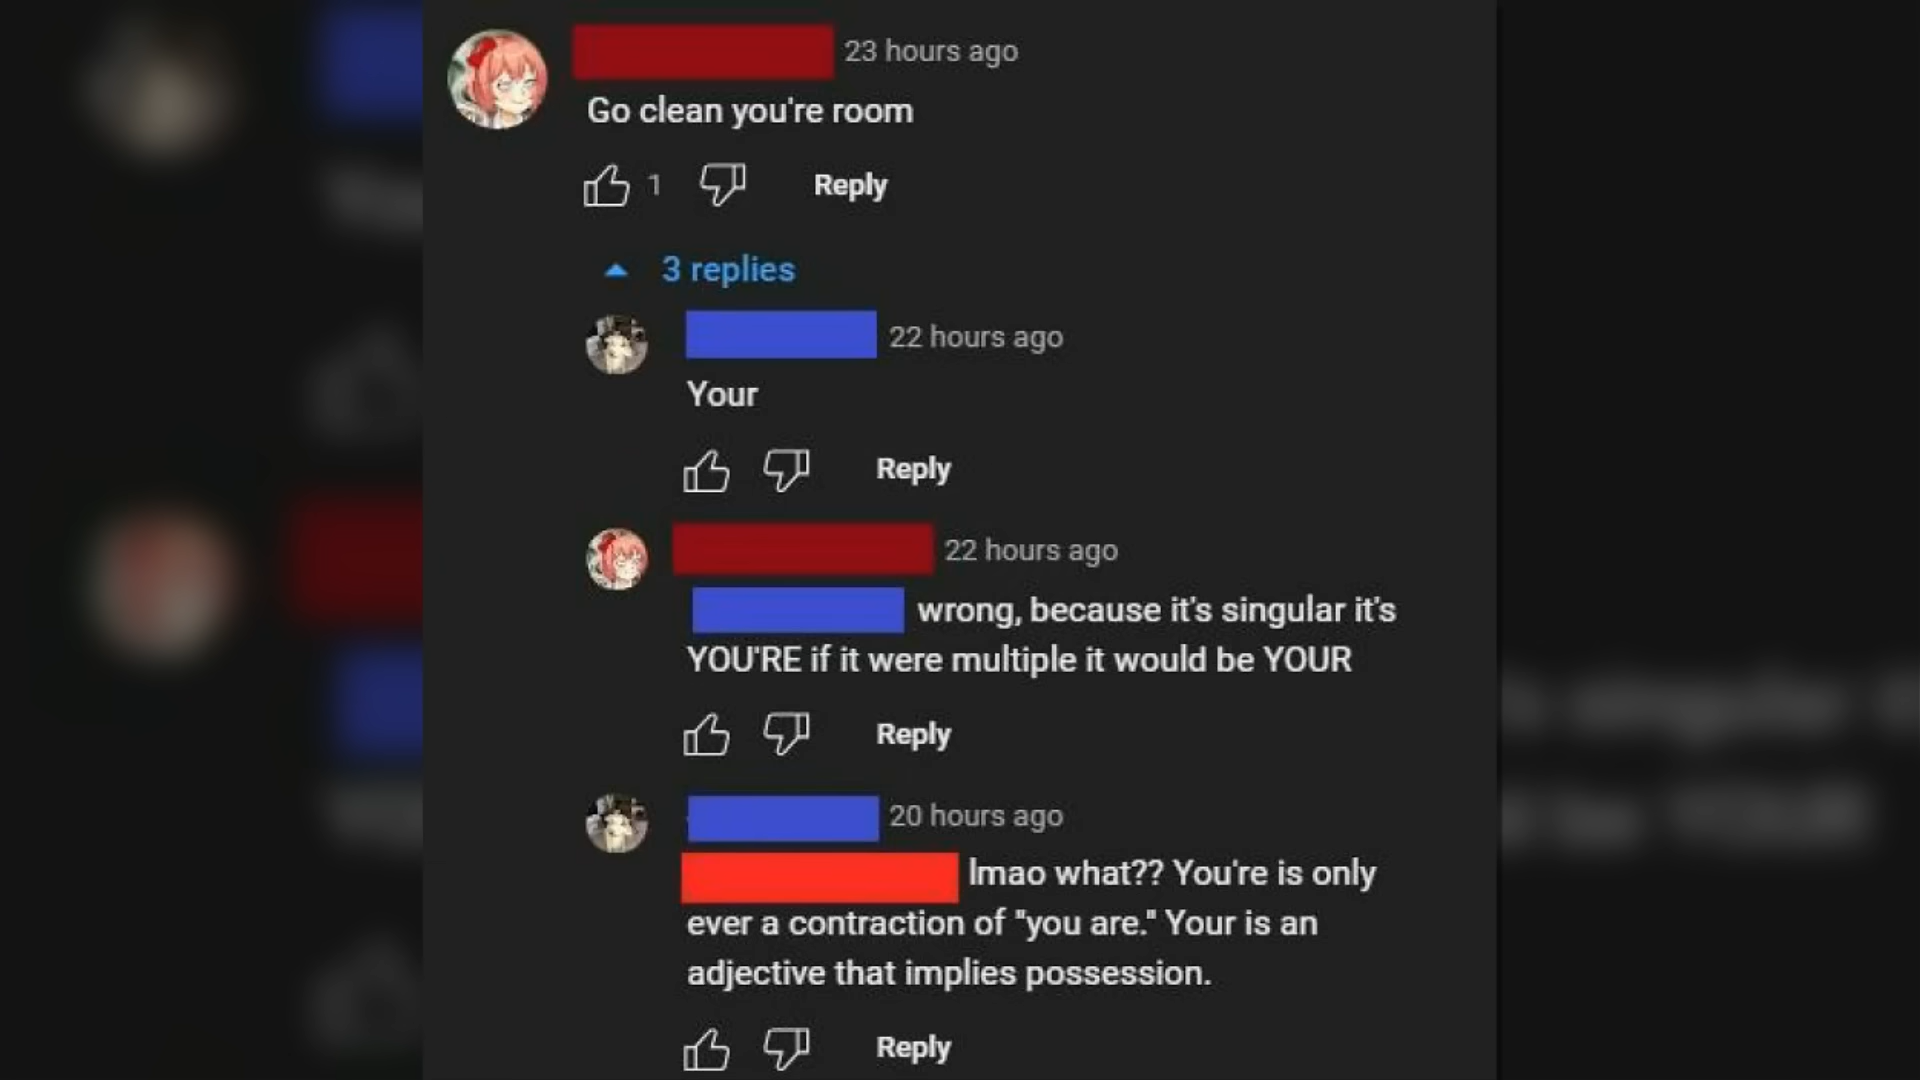 23 hours ago
Go clean you're room
1 Reply
3 replies
22 hours ago
Your
Reply
22 hours ago
wrong, because it's singular it's
YOU'RE if it were multiple it would be YOUR
Reply
20 hours ago
lmao what?? You're is only
ever a contraction of "you are." Your is an
adjective that implies possession.
Reply